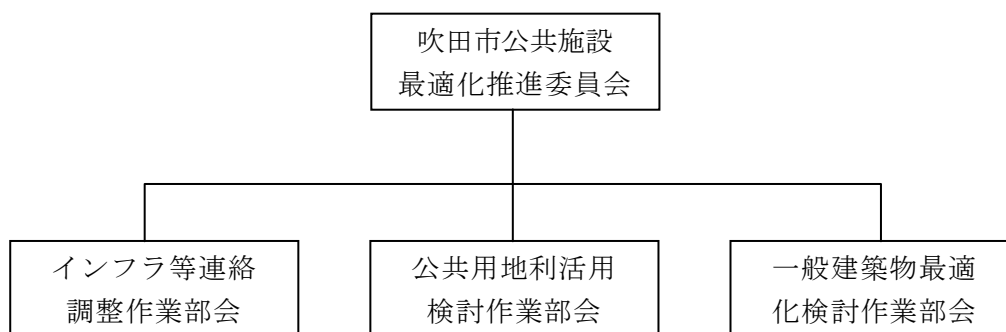 吹田市公共施設
最適化推進委員会
インフラ等連絡
調整作業部会
公共用地利活用
検討作業部会
一般建築物最適
化検討作業部会